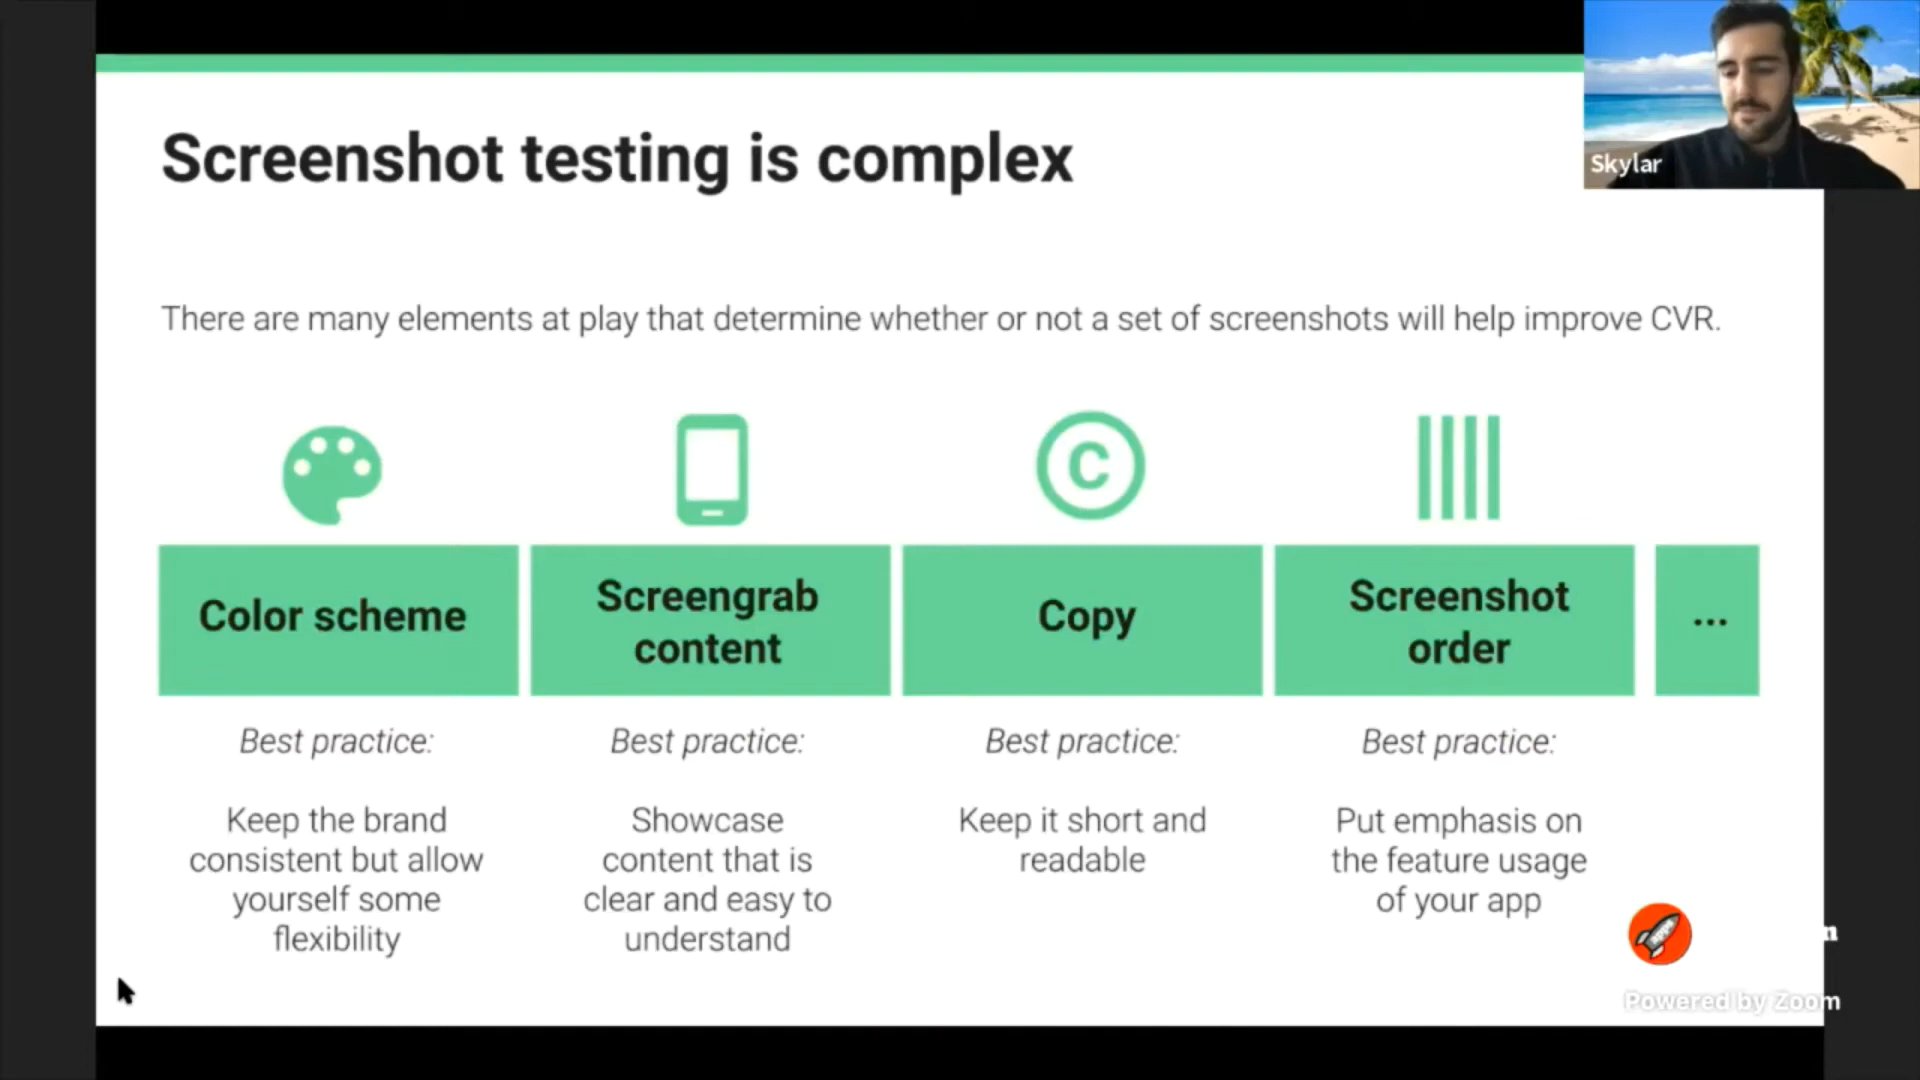 Screenshot testing is complex
Skylar
There are many elements at play that determine whether or not a set of screenshots will help improve CVR.
C
Color scheme
Screengrab
content
Copy
Screenshot
order
...
Best practice:
Keep the brand
consistent but allow
yourself some
flexibility
Best practice:
Showcase
content that is
clear and easy to
understand
Best practice:
Keep it short and
readable
Best practice:
Put emphasis on
the feature usage
of your app
n
Powered by Zoom